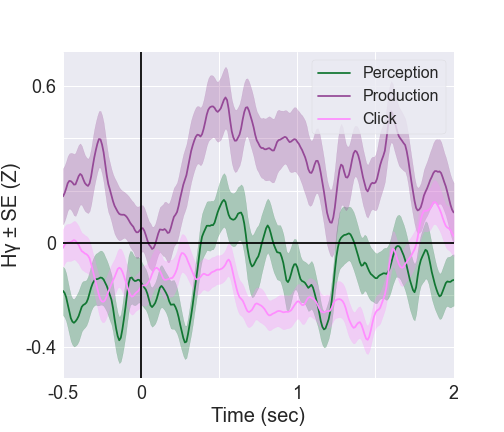 Perception
Production
Click
0.6
0
-0.4
Hγ ± SE (Z)
-0.5
0
1
2
Time (sec)